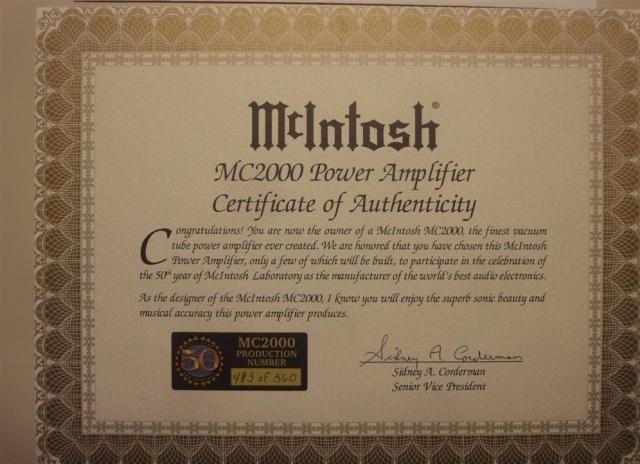 McIntosh®
MC2000 Power Amplifier
Certificate of Authenticity
Congratulations! You are now the owner of a McIntosh MC2000, the finest vacuum
tube power amplifier ever created. We are honored that you have chosen this McIntosh
Power Amplifier, only a few of which will be built, to participate in the celebration of
the 50th year of McIntosh Laboratory as the manufacturer of the world's best audio electronics.
As the designer of the McIntosh MC2000, I know you will enjoy the superb sonic beauty and
musical accuracy this power amplifier produces.
50
MC2000
PRODUCTION
NUMBER
485 of 560
Sidney A. Corderman
Sidney A. Corderman
Senior Vice President